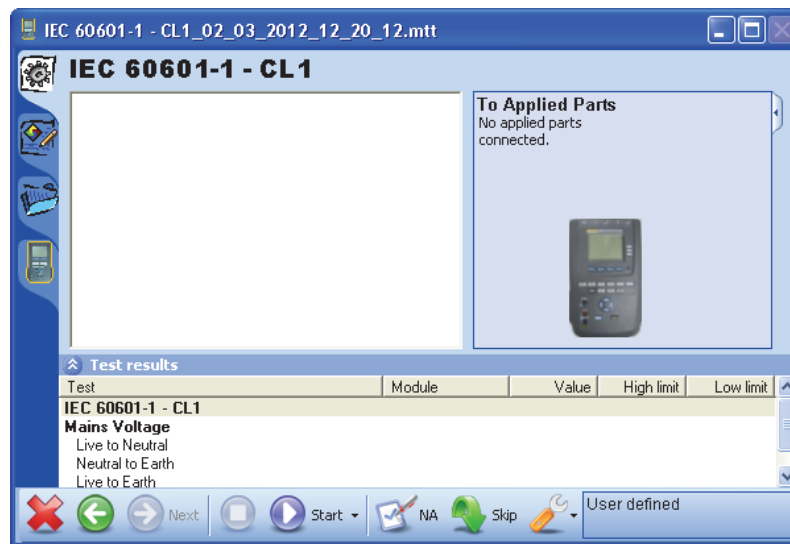 IEC 60601-1 - CL1_02_03_2012_12_20_12.mtt
IEC 60601-1 - CL1
To Applied Parts
No applied parts
connected.
Test results
Test Module Value High limit Low limit
IEC 60601-1 - CL1
Mains Voltage
Live to Neutral
Neutral to Earth
Live to Earth
Next Start NA Skip User defined